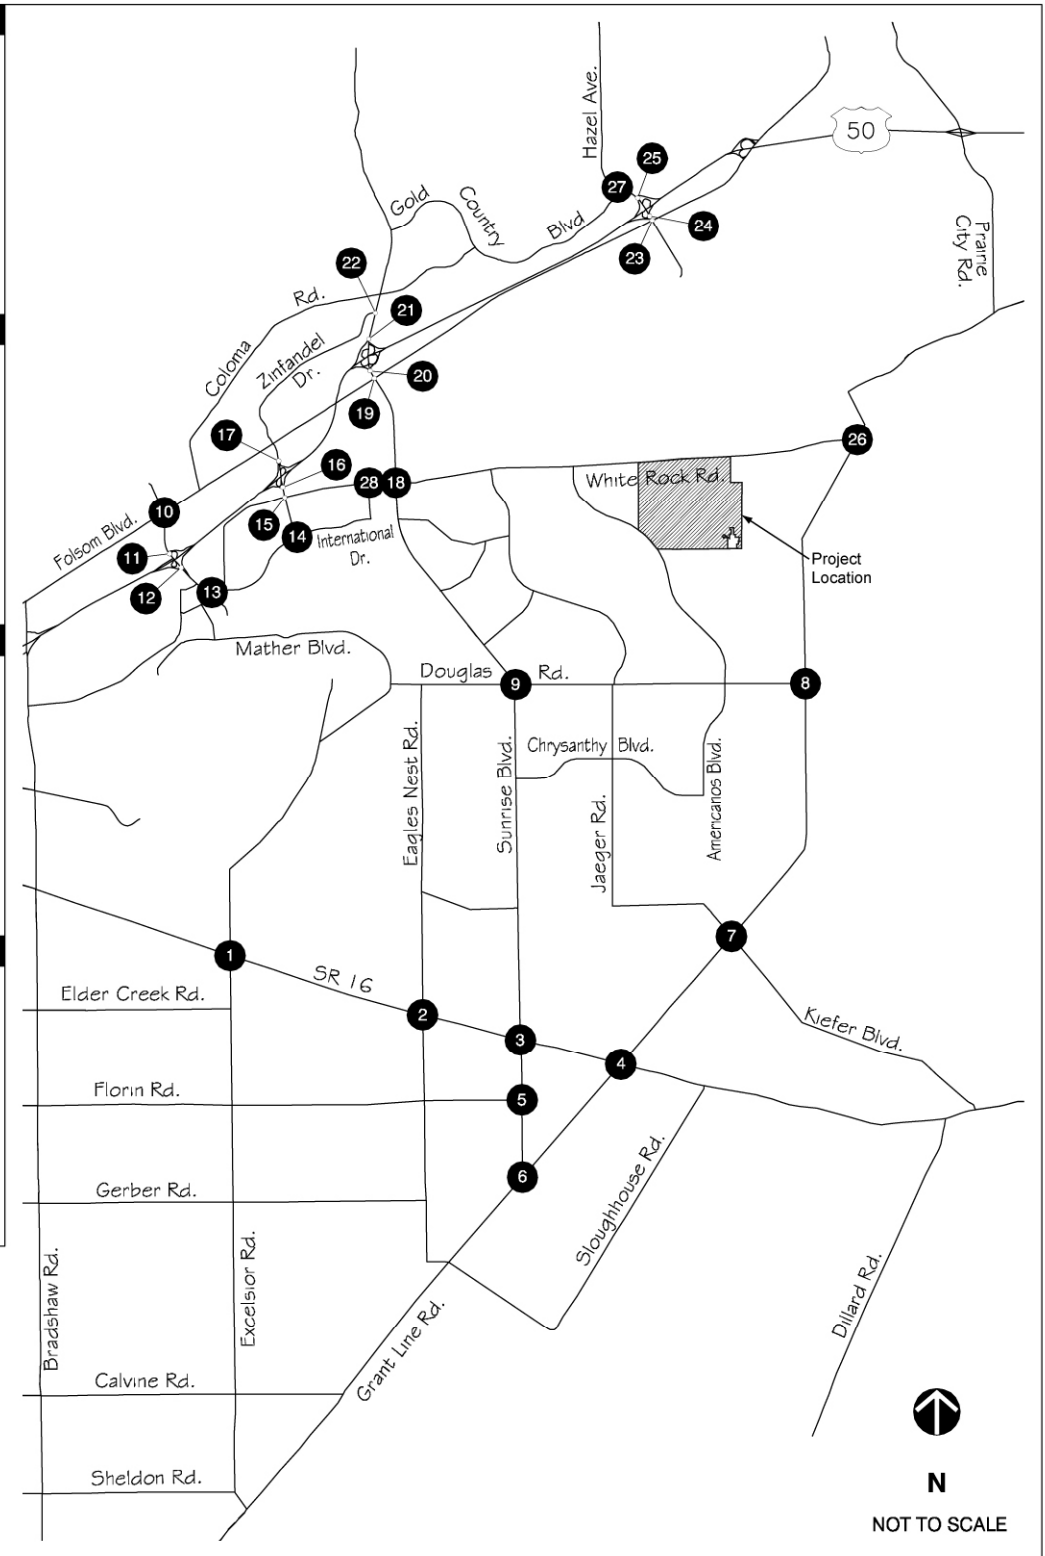 Hazel Ave.
50
25
27
Gold
Country
Blvd
24
Prairie
City Rd.
23
22
Rd.
21
Coloma
Zinfandel
Dr.
20
19
17
26
16
28
18
White Rock Rd.
10
15
14
Folsom Blvd.
International
Dr.
11
Project
Location
12
13
Mather Blvd.
Douglas
9
Rd.
8
Eagles Nest Rd.
Sunrise Blvd.
Chrysanthy Blvd.
Americanos Blvd.
Jaeger Rd.
7
1
SR 16
Elder Creek Rd.
2
Kiefer Blvd.
3
4
Florin Rd.
5
6
Sloughhouse Rd.
Gerber Rd.
Bradshaw Rd.
Excelsior Rd.
Dillard Rd.
Grant Line Rd.
Calvine Rd.
Sheldon Rd.
N
NOT TO SCALE